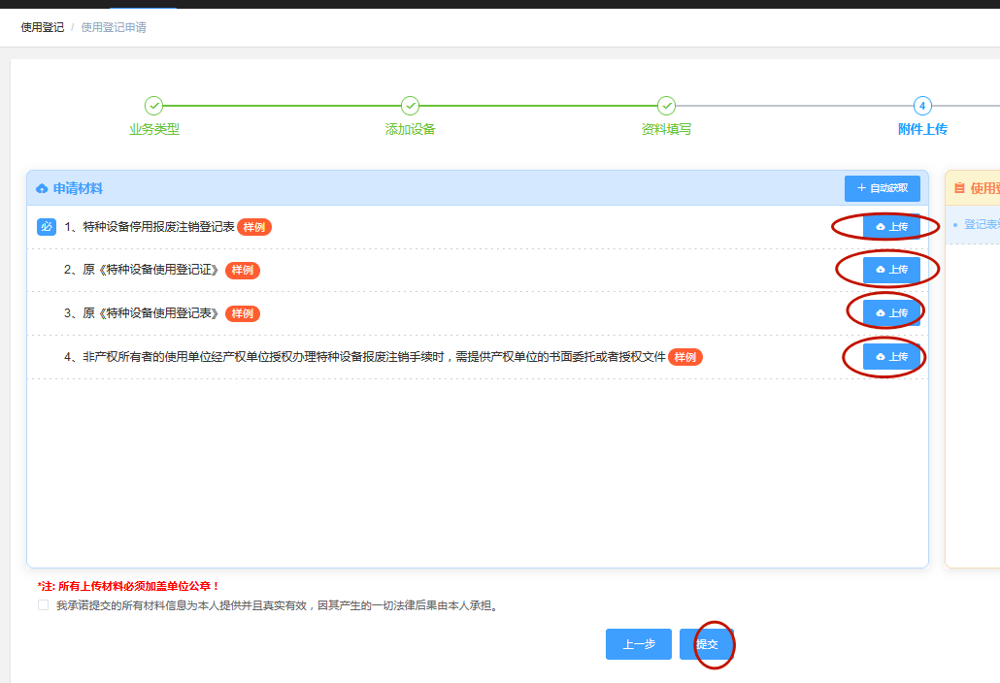 使用登记 / 使用登记申请
业务类型 添加设备 资料填写 4 附件上传
申请材料 + 自动获取
必 1、特种设备停用报废注销登记表 样例 上传
2、原《特种设备使用登记证》 样例 上传
3、原《特种设备使用登记表》 样例 上传
4、非产权所有者的使用单位经产权单位授权办理特种设备报废注销手续时，需提供产权单位的书面委托或者授权文件 样例 上传
使用
登记表
*注: 所有上传材料必须加盖单位公章！
我承诺提交的所有材料信息为本人提供并且真实有效，因其产生的一切法律后果由本人承担。
上一步 提交